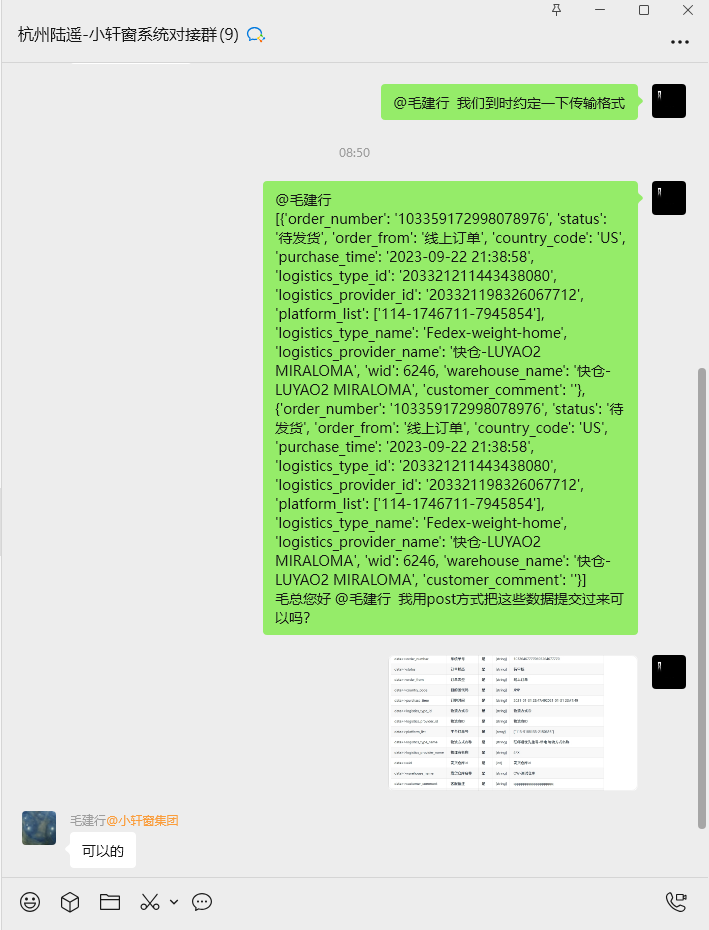 杭州陆遥-小轩窗系统对接群(9)
@毛建行 我们到时约定一下传输格式
08:50
@毛建行
[{'order_number': '103359172998078976', 'status':
'待发货', 'order_from': '线上订单', 'country_code': 'US',
'purchase_time': '2023-09-22 21:38:58',
'logistics_type_id': '203321211443438080',
'logistics_provider_id': '203321198326067712',
'platform_list': ['114-1746711-7945854'],
'logistics_type_name': 'Fedex-weight-home',
'logistics_provider_name': '快仓-LUYAO2
MIRALOMA', 'wid': 6246, 'warehouse_name': '快仓-
LUYAO2 MIRALOMA', 'customer_comment': ''},
{'order_number': '103359172998078976', 'status': '待
发货', 'order_from': '线上订单', 'country_code': 'US',
'purchase_time': '2023-09-22 21:38:58',
'logistics_type_id': '203321211443438080',
'logistics_provider_id': '203321198326067712',
'platform_list': ['114-1746711-7945854'],
'logistics_type_name': 'Fedex-weight-home',
'logistics_provider_name': '快仓-LUYAO2
MIRALOMA', 'wid': 6246, 'warehouse_name': '快仓-
LUYAO2 MIRALOMA', 'customer_comment': ''}]
毛总您好 @毛建行 我用post方式把这些数据提交过来可
以吗?
毛建行@小轩窗集团
可以的